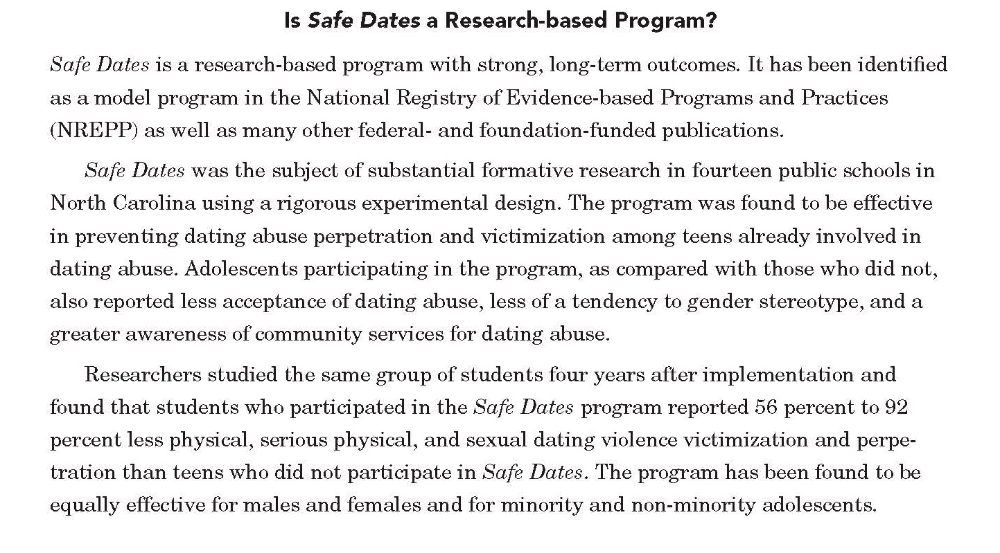 Is Safe Dates a Research-based Program?
Safe Dates is a research-based program with strong, long-term outcomes. It has been identified
as a model program in the National Registry of Evidence-based Programs and Practices
(NREPP) as well as many other federal- and foundation-funded publications.
Safe Dates was the subject of substantial formative research in fourteen public schools in
North Carolina using a rigorous experimental design. The program was found to be effective
in preventing dating abuse perpetration and victimization among teens already involved in
dating abuse. Adolescents participating in the program, as compared with those who did not,
also reported less acceptance of dating abuse, less of a tendency to gender stereotype, and a
greater awareness of community services for dating abuse.
Researchers studied the same group of students four years after implementation and
found that students who participated in the Safe Dates program reported 56 percent to 92
percent less physical, serious physical, and sexual dating violence victimization and perpe-
tration than teens who did not participate in Safe Dates. The program has been found to be
equally effective for males and females and for minority and non-minority adolescents.